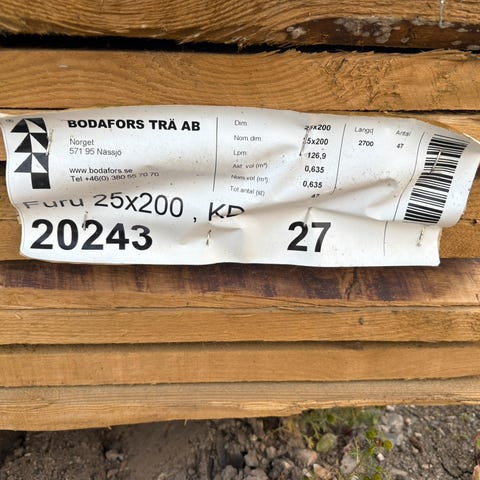 BODAFORS TRÄ AB
Norget
571 95 Nässjö
www.bodafors.se
Tel +46(0) 380 55 70 70
Dim 25x200 Längd Antal
Nom dim 25x200 2700 47
Lpm 126,9
Akt. vol (m³) 0,635
Nom. vol (m³) 0,635
Tot antal (st) 47
Furu 25x200 , KD
20243 27